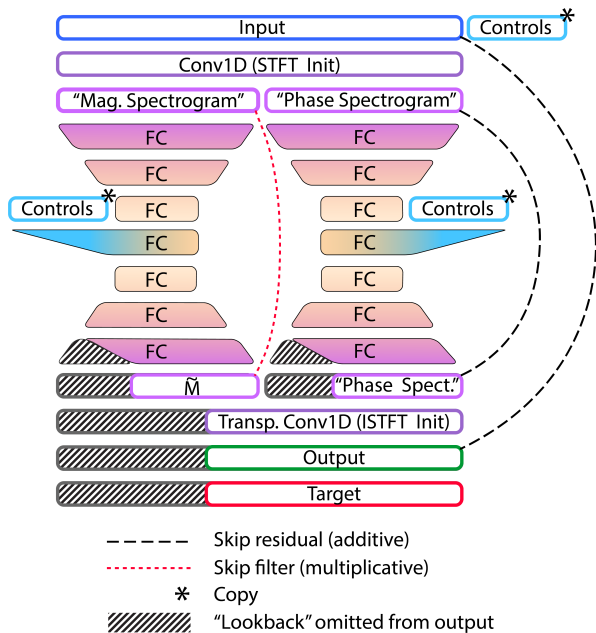 Input
Controls *
Conv1D (STFT Init)
“Mag. Spectrogram” “Phase Spectrogram”
FC FC
FC FC
Controls * FC FC Controls *
FC FC
FC FC
FC FC
FC FC
M̃ “Phase Spect.”
Transp. Conv1D (ISTFT Init)
Output
Target
Skip residual (additive)
Skip filter (multiplicative)
* Copy
“Lookback” omitted from output